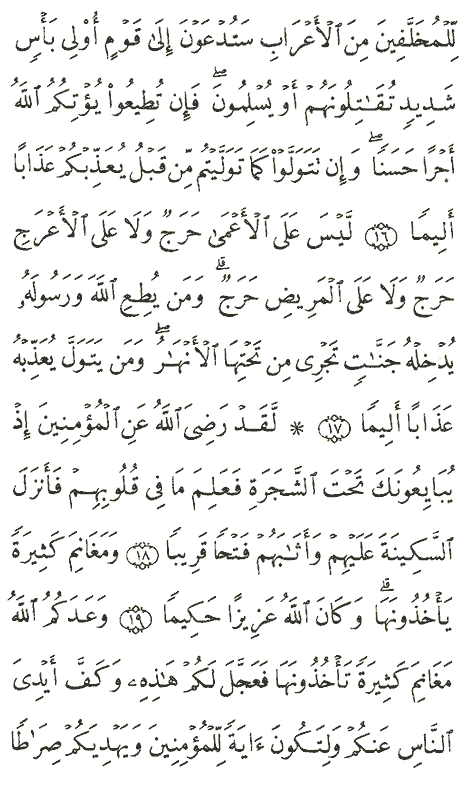 لِّلْمُخَلَّفِينَ مِنَ ٱلْأَعْرَابِ سَتُدْعَوْنَ إِلَىٰ قَوْمٍ أُوْلِى بَأْسٍ
شَدِيدٍ تُقَـٰتِلُونَهُمْ أَوْ يُسْلِمُونَۖ فَإِن تُطِيعُوا۟ يُؤْتِكُمُ ٱللَّهُ
أَجْرًا حَسَنًاۖ وَإِن تَتَوَلَّوْا۟ كَمَا تَوَلَّيْتُم مِّن قَبْلُ يُعَذِّبْكُمْ عَذَابًا
أَلِيمًا ١٦ لَّيْسَ عَلَى ٱلْأَعْمَىٰ حَرَجٌ وَلَا عَلَى ٱلْأَعْرَجِ
حَرَجٌ وَلَا عَلَى ٱلْمَرِيضِ حَرَجٌۗ وَمَن يُطِعِ ٱللَّهَ وَرَسُولَهُۥ
يُدْخِلْهُ جَنَّـٰتٍ تَجْرِى مِن تَحْتِهَا ٱلْأَنْهَـٰرُۖ وَمَن يَتَوَلَّ يُعَذِّبْهُ
عَذَابًا أَلِيمًا ١٧ * لَّقَدْ رَضِىَ ٱللَّهُ عَنِ ٱلْمُؤْمِنِينَ إِذْ
يُبَايِعُونَكَ تَحْتَ ٱلشَّجَرَةِ فَعَلِمَ مَا فِى قُلُوبِهِمْ فَأَنزَلَ
ٱلسَّكِينَةَ عَلَيْهِمْ وَأَثَـٰبَهُمْ فَتْحًا قَرِيبًا ١٨ وَمَغَانِمَ كَثِيرَةً
يَأْخُذُونَهَاۗ وَكَانَ ٱللَّهُ عَزِيزًا حَكِيمًا ١٩ وَعَدَكُمُ ٱللَّهُ
مَغَانِمَ كَثِيرَةً تَأْخُذُونَهَا فَعَجَّلَ لَكُمْ هَـٰذِهِۦ وَكَفَّ أَيْدِىَ
ٱلنَّاسِ عَنكُمْ وَلِتَكُونَ ءَايَةً لِّلْمُؤْمِنِينَ وَيَهْدِيَكُمْ صِرَٰطًا